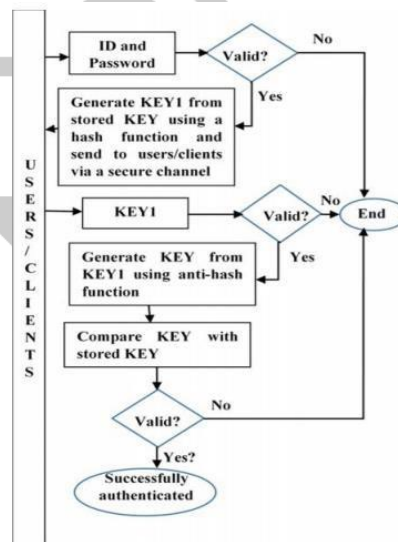 ID and
Password
Valid?
No
Yes
Generate KEY1 from
stored KEY using a
hash function and
send to users/clients
via a secure channel
USERS/CLIENTS
KEY1
Valid?
No
End
Yes
Generate KEY from
KEY1 using anti-hash
function
Compare KEY with
stored KEY
Valid?
No
Yes?
Successfully
authenticated